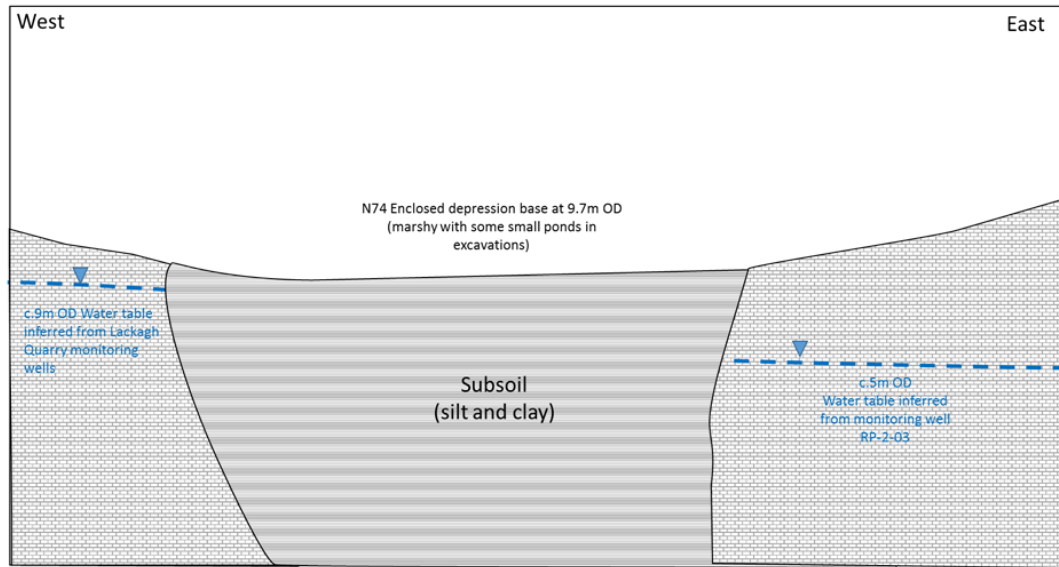 West
East
N74 Enclosed depression base at 9.7m OD
(marshy with some small ponds in
excavations)
c.9m OD Water table
inferred from Lackagh
Quarry monitoring
wells
Subsoil
(silt and clay)
c.5m OD
Water table inferred
from monitoring well
RP-2-03